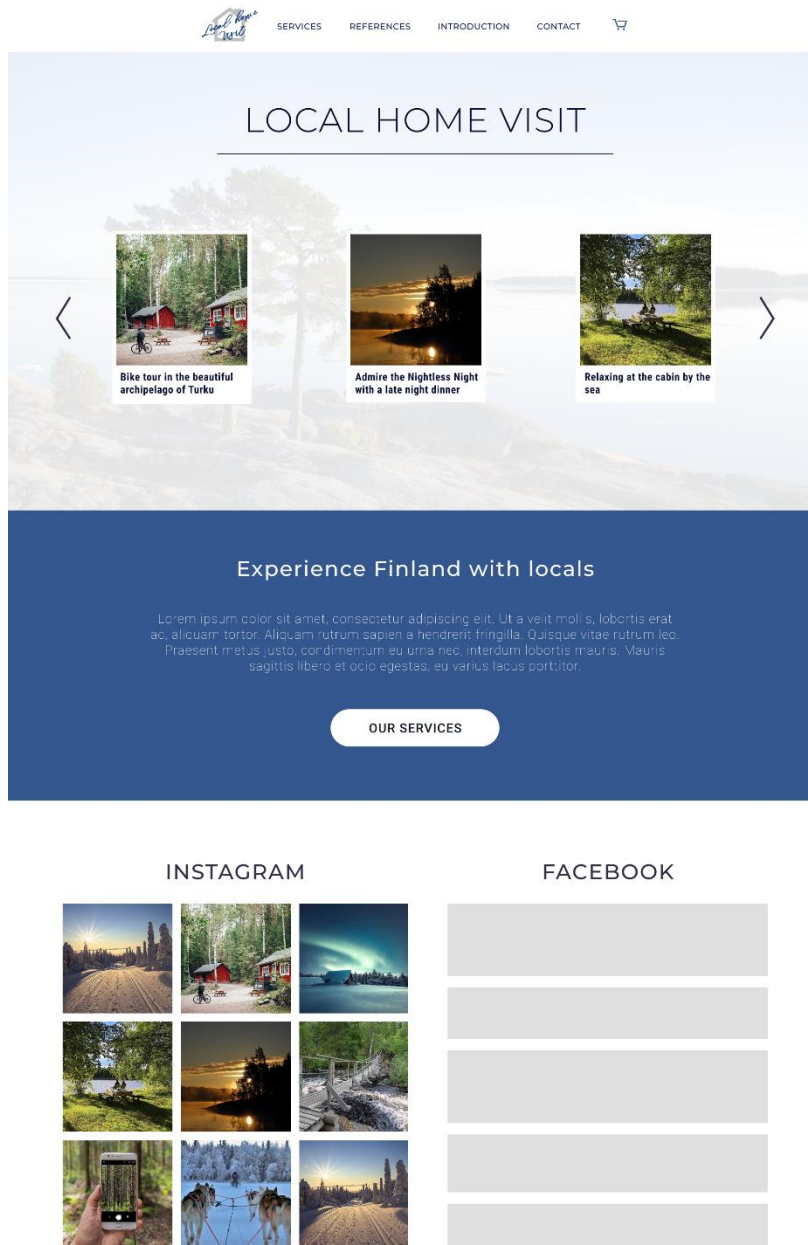 Local Home
Visit
SERVICES REFERENCES INTRODUCTION CONTACT
LOCAL HOME VISIT
Bike tour in the beautiful
archipelago of Turku
Admire the Nightless Night
with a late night dinner
Relaxing at the cabin by the
sea
Experience Finland with locals
Lorem ipsum dolor sit amet, consectetur adipiscing elit. Ut a velit mollis, lobortis erat
ac, aliquam tortor. Aliquam rutrum sapien a hendrerit fringilla. Quisque vitae rutrum leo.
Praesent metus justo, condimentum eu urna nec, interdum lobortis mauris. Mauris
sagittis libero et ocio egestas, eu varius lacus porttitor.
OUR SERVICES
INSTAGRAM
FACEBOOK